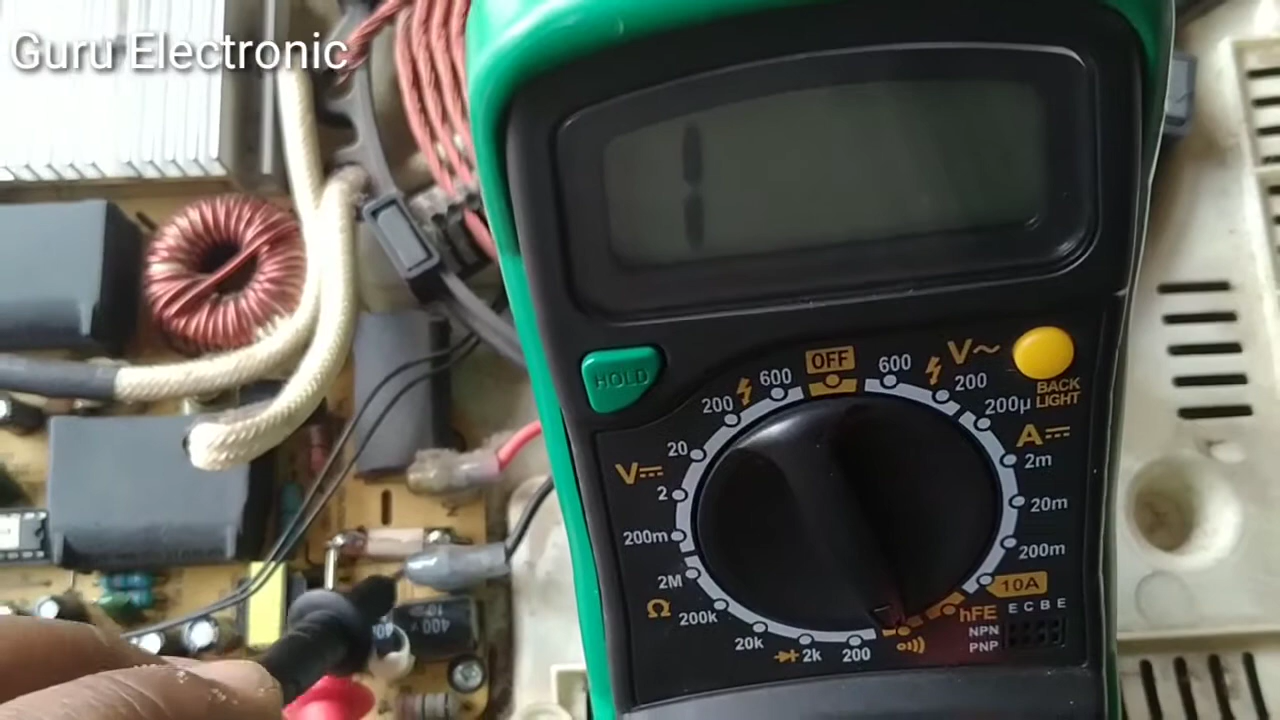 Guru Electronic
1
HOLD
OFF
600
V~
200
BACK
LIGHT
200μ
A⎓
2m
20m
200m
10A
hFE
E C B E
NPN
PNP
600
200
20
V⎓
2
200m
2M
Ω
200k
20k
2k
200
400